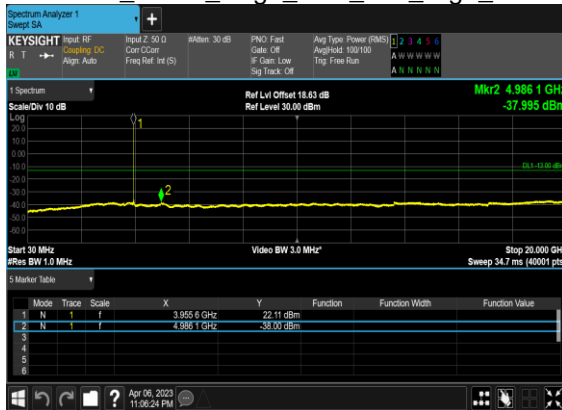 Spectrum Analyzer 1
Swept SA
+
KEYSIGHT Input: RF Input Z: 50 Ω #Atten: 30 dB PNO: Fast Avg Type: Power (RMS) 1 2 3 4 5 6
R T Coupling: DC Corr CCorr Gate: Off Avg|Hold: 100/100 A W W W W W
Align: Auto Freq Ref: Int (S) IF Gain: Low Trig: Free Run
LXI Sig Track: Off A N N N N N
1 Spectrum Ref Lvl Offset 18.63 dB Mkr2 4.986 1 GHz
Scale/Div 10 dB Ref Level 30.00 dBm -37.995 dBm
Log
20.0
10.0
0.00
-10.0
-20.0
-30.0
-40.0
-50.0
-60.0
1
DL1 -13.00 dBm
2
Start 30 MHz Video BW 3.0 MHz* Stop 20.000 GH
#Res BW 1.0 MHz Sweep 34.7 ms (40001 pts
5 Marker Table
Mode Trace Scale X Y Function Function Width Function Value
1 N 1 f 3.955 6 GHz 22.11 dBm
2 N 1 f 4.986 1 GHz -38.00 dBm
3
4
5
6
? Apr 06, 2023
11:06:24 PM